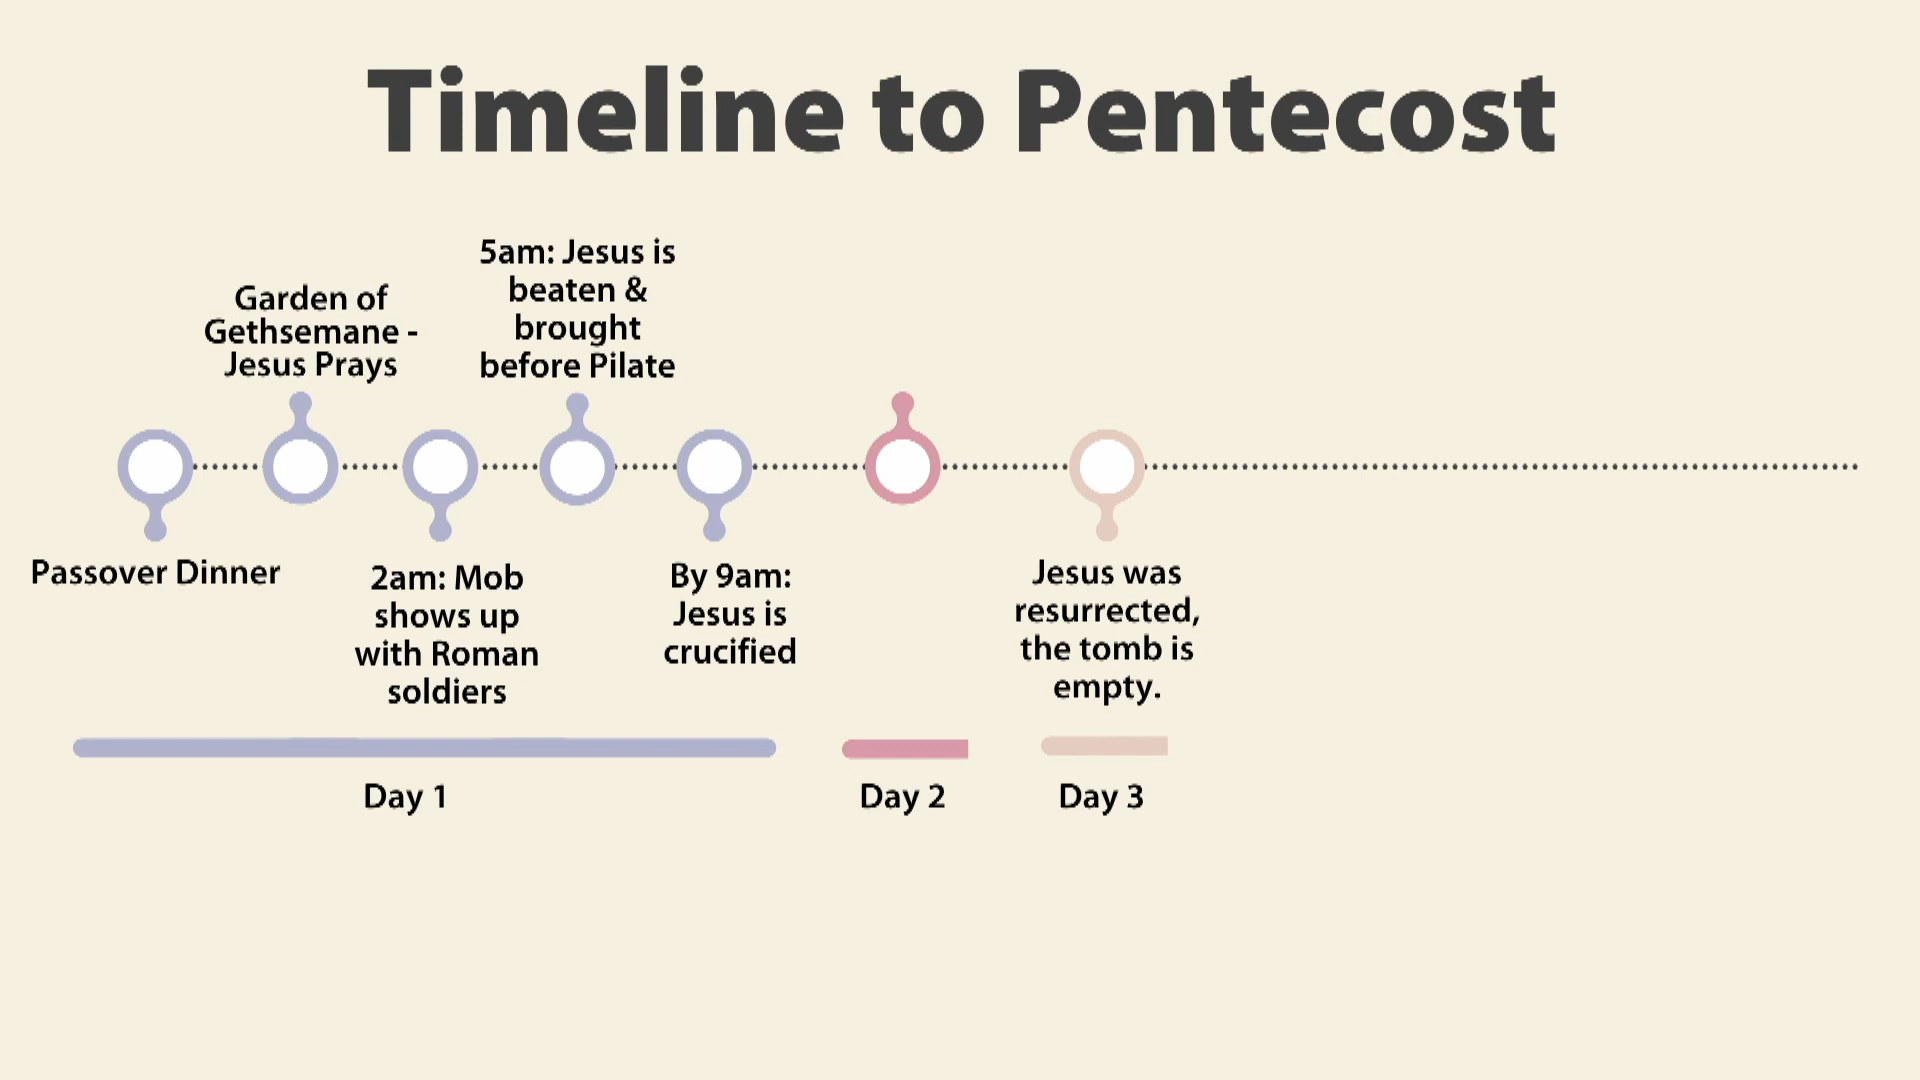 Timeline to Pentecost
5am: Jesus is
beaten &
brought
before Pilate
Garden of
Gethsemane -
Jesus Prays
Passover Dinner
2am: Mob
shows up
with Roman
soldiers
By 9am:
Jesus is
crucified
Jesus was
resurrected,
the tomb is
empty.
Day 1
Day 2
Day 3